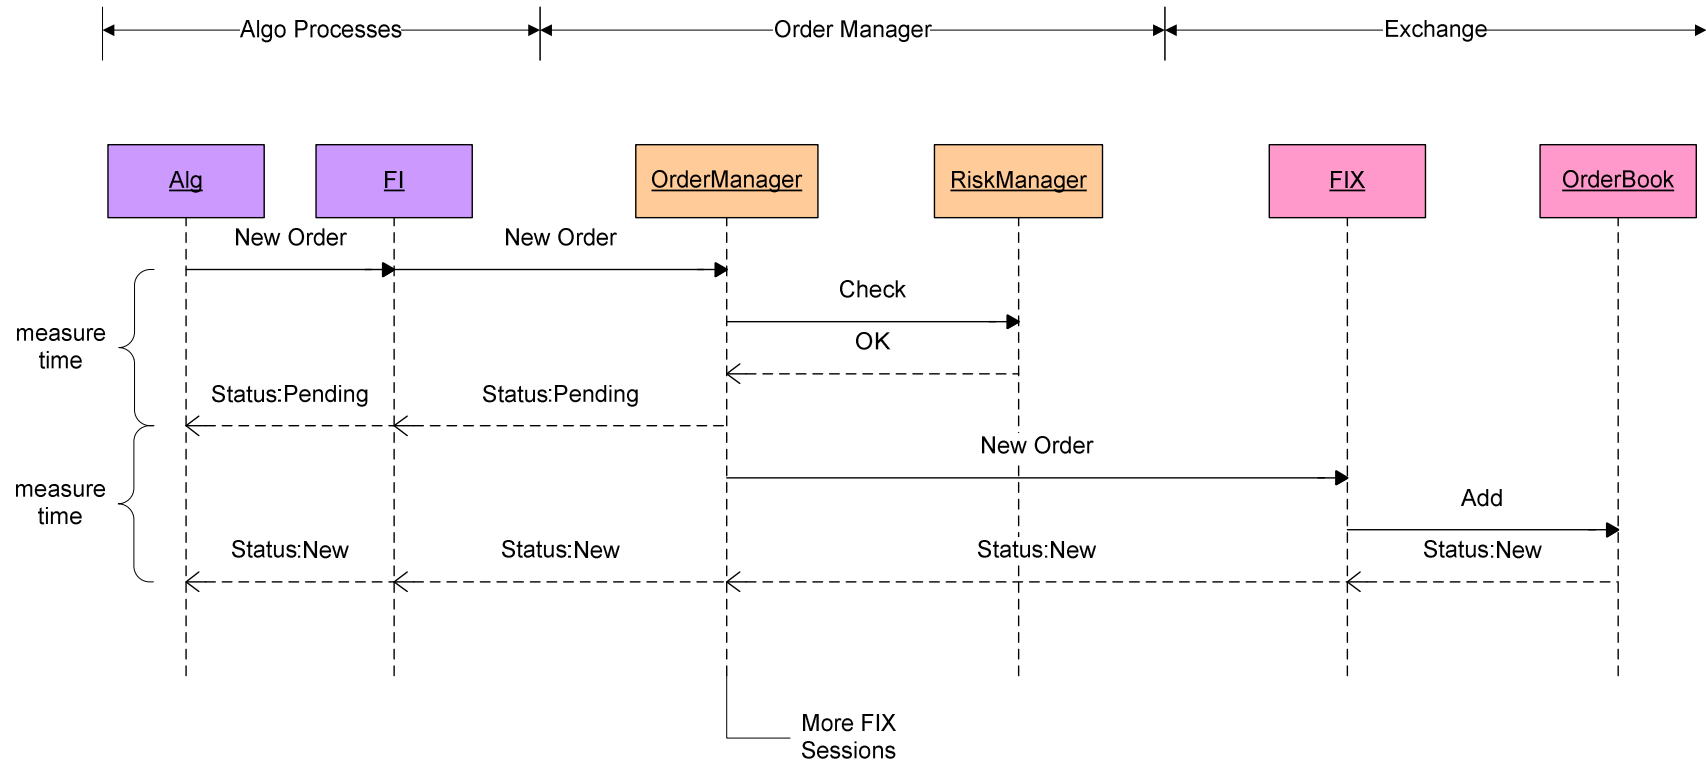 Algo Processes
Order Manager
Exchange
Alg
FI
OrderManager
RiskManager
FIX
OrderBook
New Order
New Order
Check
measure
time
OK
Status:Pending
Status:Pending
New Order
measure
time
Add
Status:New
Status:New
Status:New
Status:New
More FIX
Sessions